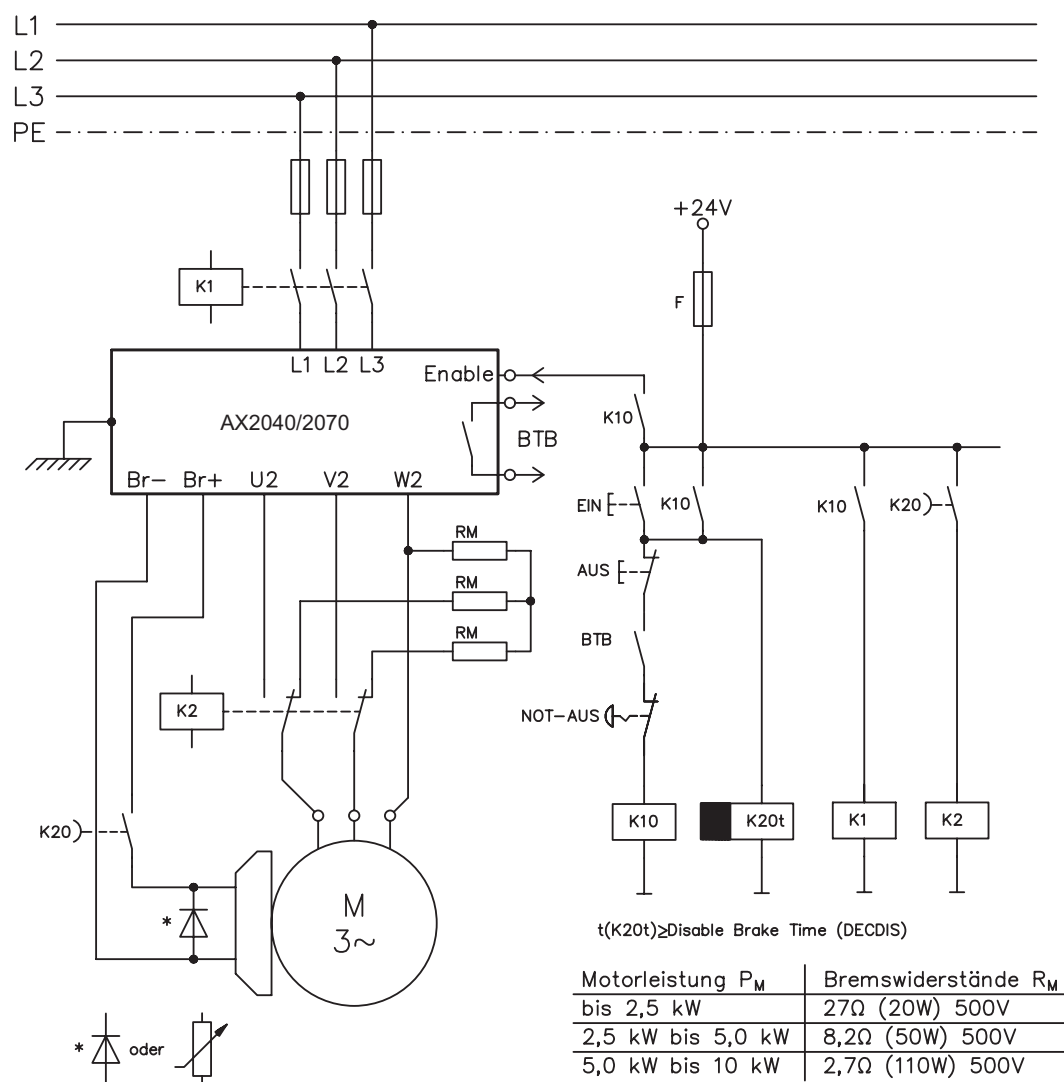 L1
L2
L3
PE
+24V
F
K1
L1 L2 L3
Enable
K10
AX2040/2070
BTB
Br- Br+ U2 V2 W2
EIN
K10
K10
K20
RM
AUS
RM
BTB
RM
K2
NOT-AUS
K10
K20t
K1
K2
K20
M
3~
*
t(K20t)≥Disable Brake Time (DECDIS)
Motorleistung PM Bremswiderstände RM
bis 2,5 kW 27Ω (20W) 500V
2,5 kW bis 5,0 kW 8,2Ω (50W) 500V
5,0 kW bis 10 kW 2,7Ω (110W) 500V
* oder